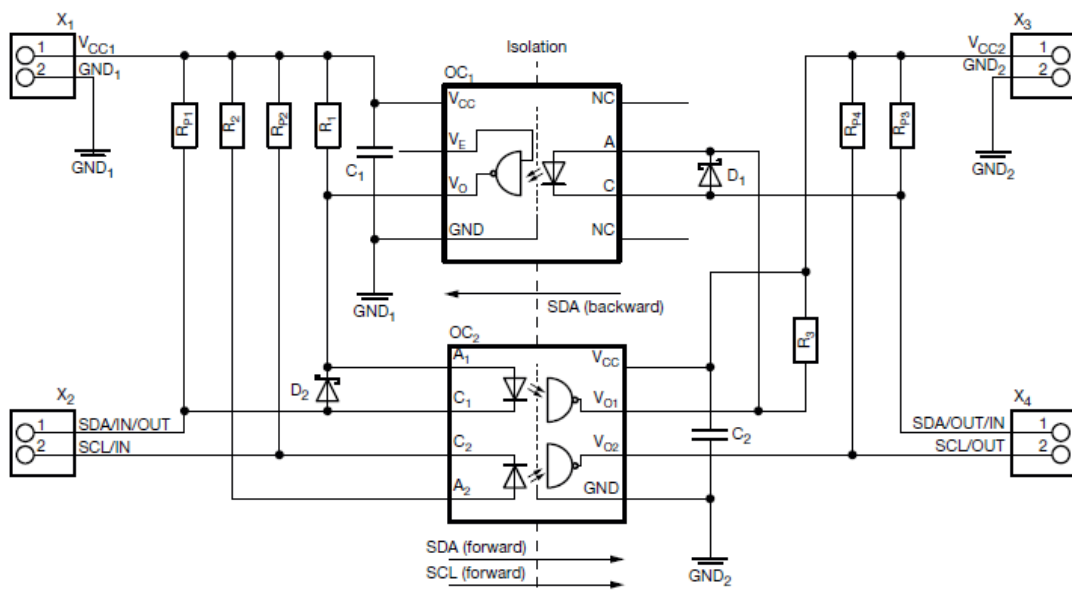 X1
1 VCC1
2 GND1
GND1
RP1
R2
RP2
R1
C1
GND1
Isolation
OC1
VCC
VE
VO
GND
NC
A
C
NC
D1
X3
VCC2 1
GND2 2
GND2
RP4
RP3
SDA (backward)
R3
OC2
A1
C1
C2
A2
VCC
VO1
VO2
GND
D2
C2
GND2
X2
1 SDA/IN/OUT
2 SCL/IN
X4
SDA/OUT/IN 1
SCL/OUT 2
SDA (forward)
SCL (forward)